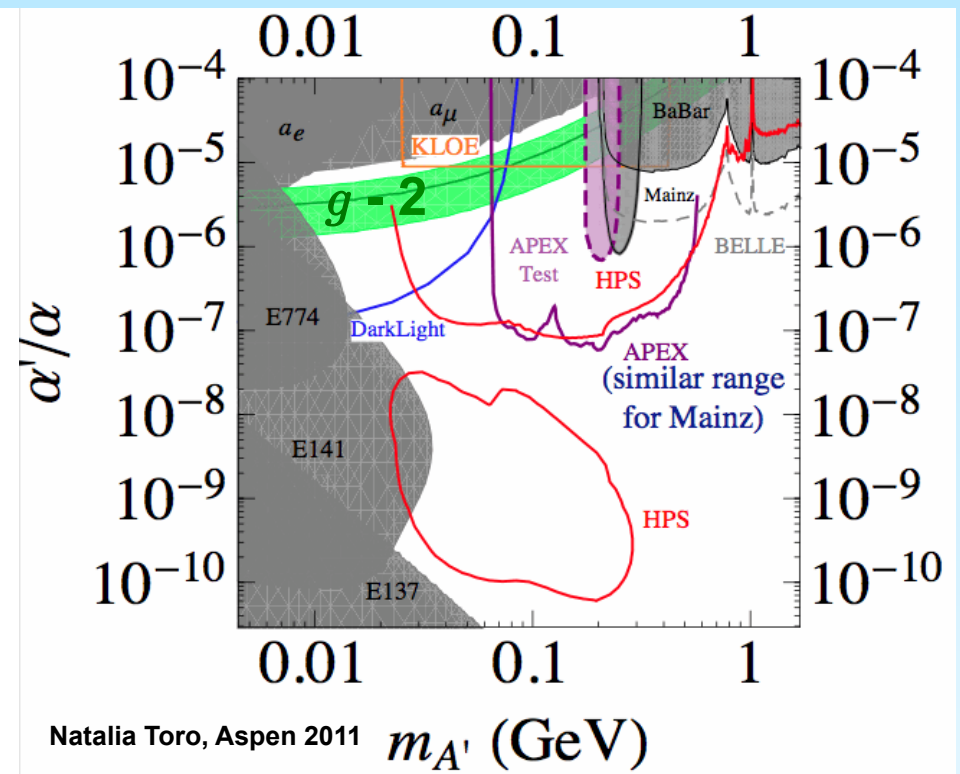 0.01 0.1 1
10⁻⁴ 10⁻⁴
a_e a_μ BaBar
KLOE
10⁻⁵ 10⁻⁵
g - 2 Mainz
10⁻⁶ 10⁻⁶
APEX BELLE
Test HPS
α'/α
E774
10⁻⁷ 10⁻⁷
DarkLight
APEX
(similar range
for Mainz)
10⁻⁸ 10⁻⁸
E141
10⁻⁹ 10⁻⁹
HPS
10⁻¹⁰ 10⁻¹⁰
E137
0.01 0.1 1
Natalia Toro, Aspen 2011 m_A' (GeV)